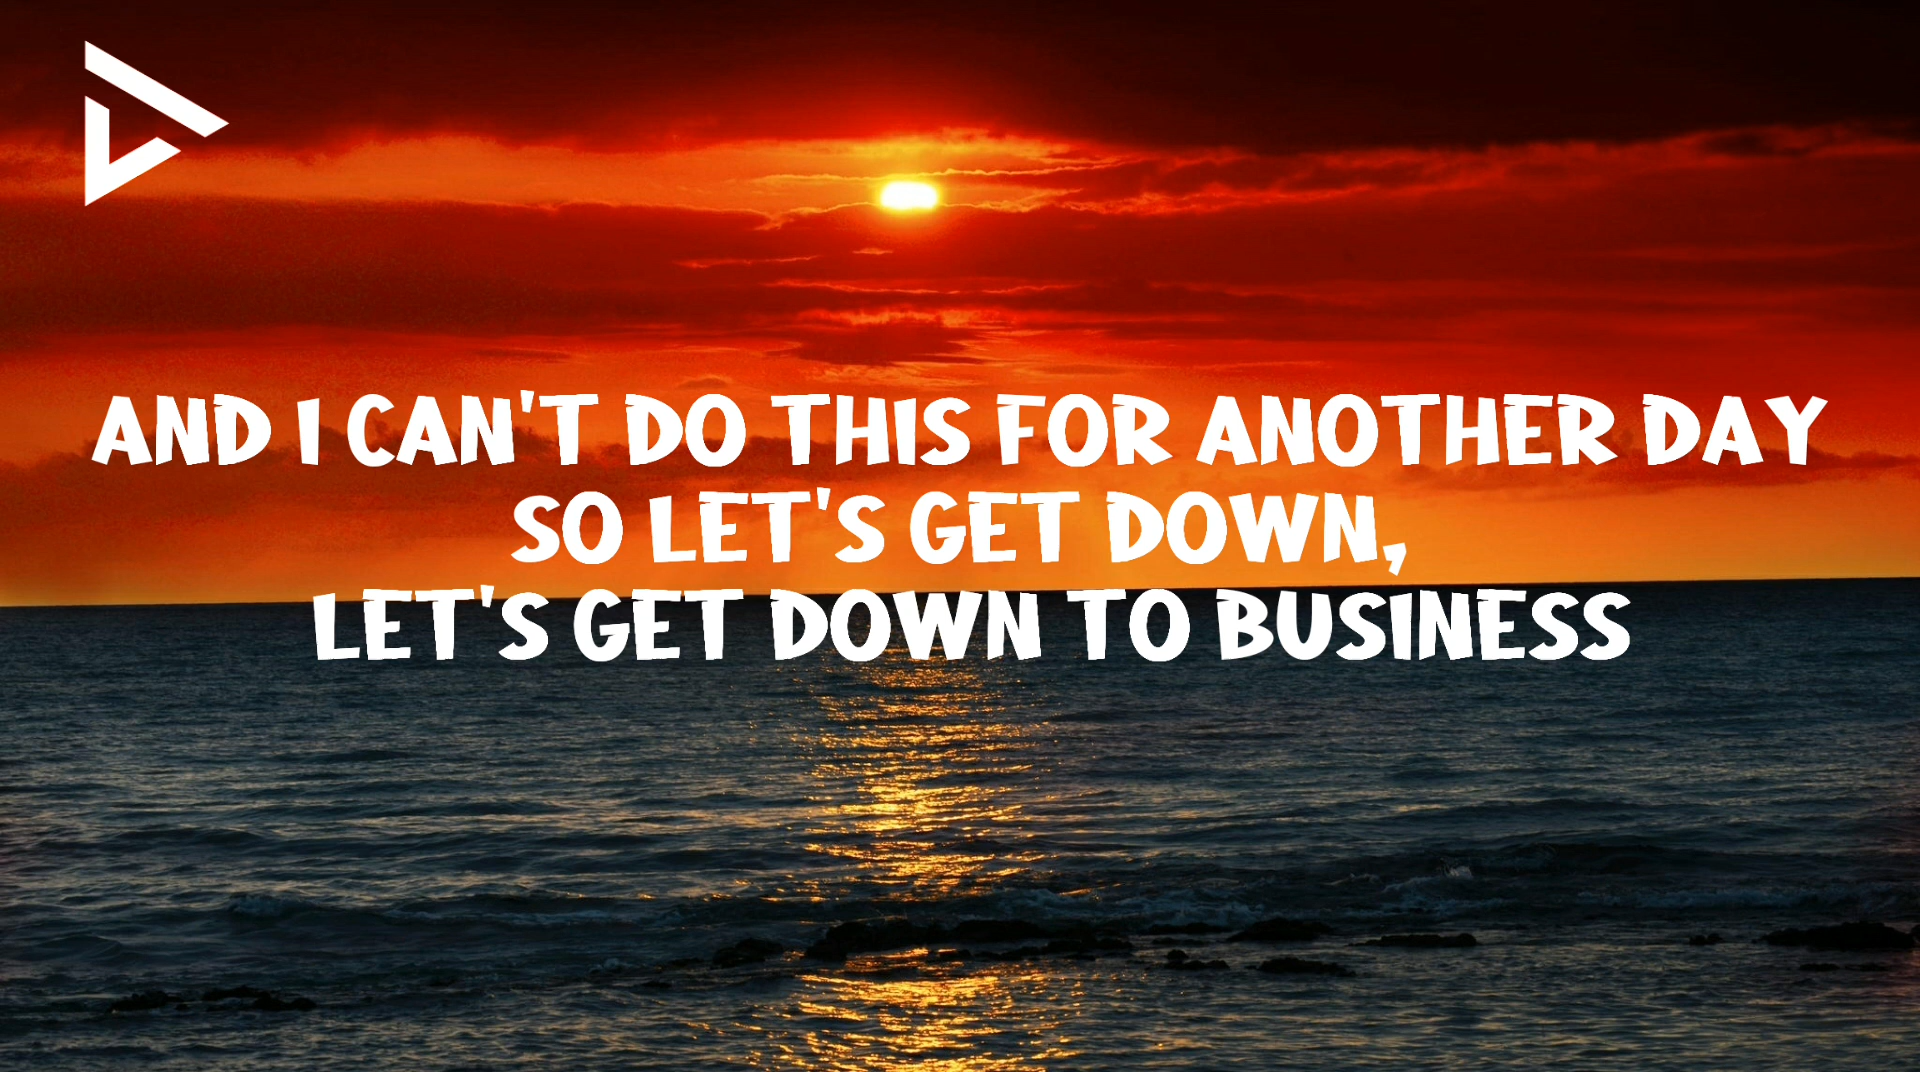 AND I CAN'T DO THIS FOR ANOTHER DAY
SO LET'S GET DOWN,
LET'S GET DOWN TO BUSINESS